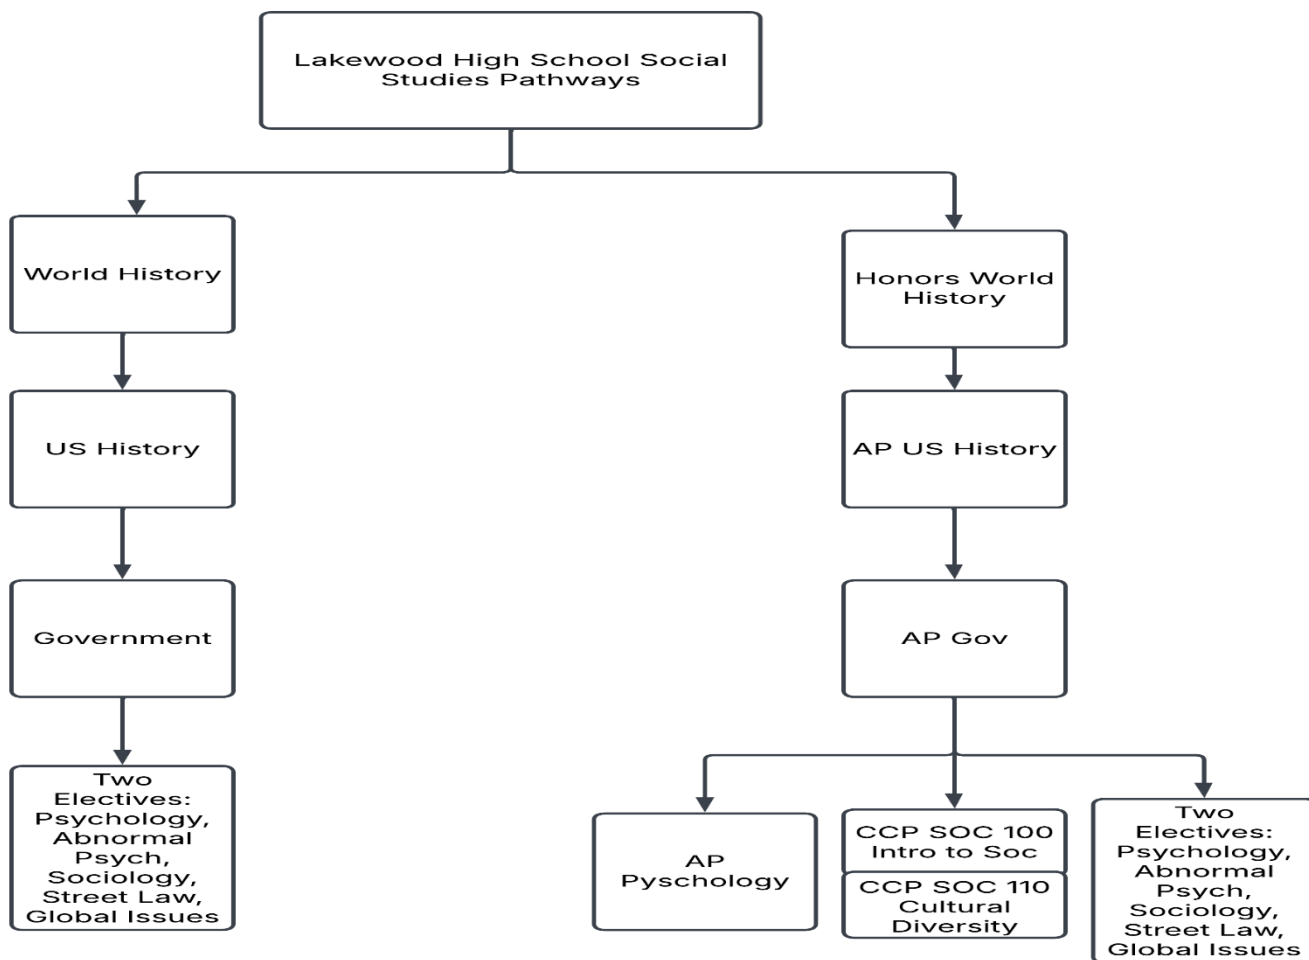 Lakewood High School Social
Studies Pathways
World History
Honors World
History
US History
AP US History
Government
AP Gov
Two
Electives:
Psychology,
Abnormal
Psych,
Sociology,
Street Law,
Global Issues
AP
Pyschology
CCP SOC 100
Intro to Soc
CCP SOC 110
Cultural
Diversity
Two
Electives:
Psychology,
Abnormal
Psych,
Sociology,
Street Law,
Global Issues